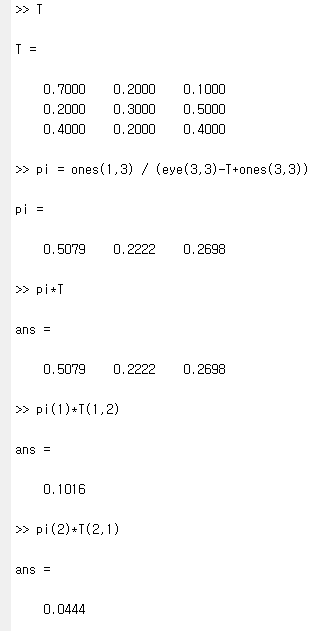 >> T
T =
0.7000 0.2000 0.1000
0.2000 0.3000 0.5000
0.4000 0.2000 0.4000
>> pi = ones(1,3) / (eye(3,3)-T+ones(3,3))
pi =
0.5079 0.2222 0.2698
>> pi*T
ans =
0.5079 0.2222 0.2698
>> pi(1)*T(1,2)
ans =
0.1016
>> pi(2)*T(2,1)
ans =
0.0444